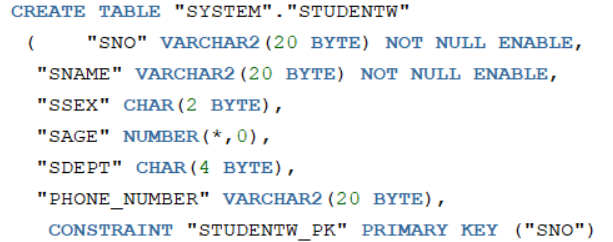 CREATE TABLE "SYSTEM"."STUDENTW"
( "SNO" VARCHAR2(20 BYTE) NOT NULL ENABLE,
"SNAME" VARCHAR2(20 BYTE) NOT NULL ENABLE,
"SSEX" CHAR(2 BYTE),
"SAGE" NUMBER(*,0),
"SDEPT" CHAR(4 BYTE),
"PHONE_NUMBER" VARCHAR2(20 BYTE),
CONSTRAINT "STUDENTW_PK" PRIMARY KEY ("SNO")